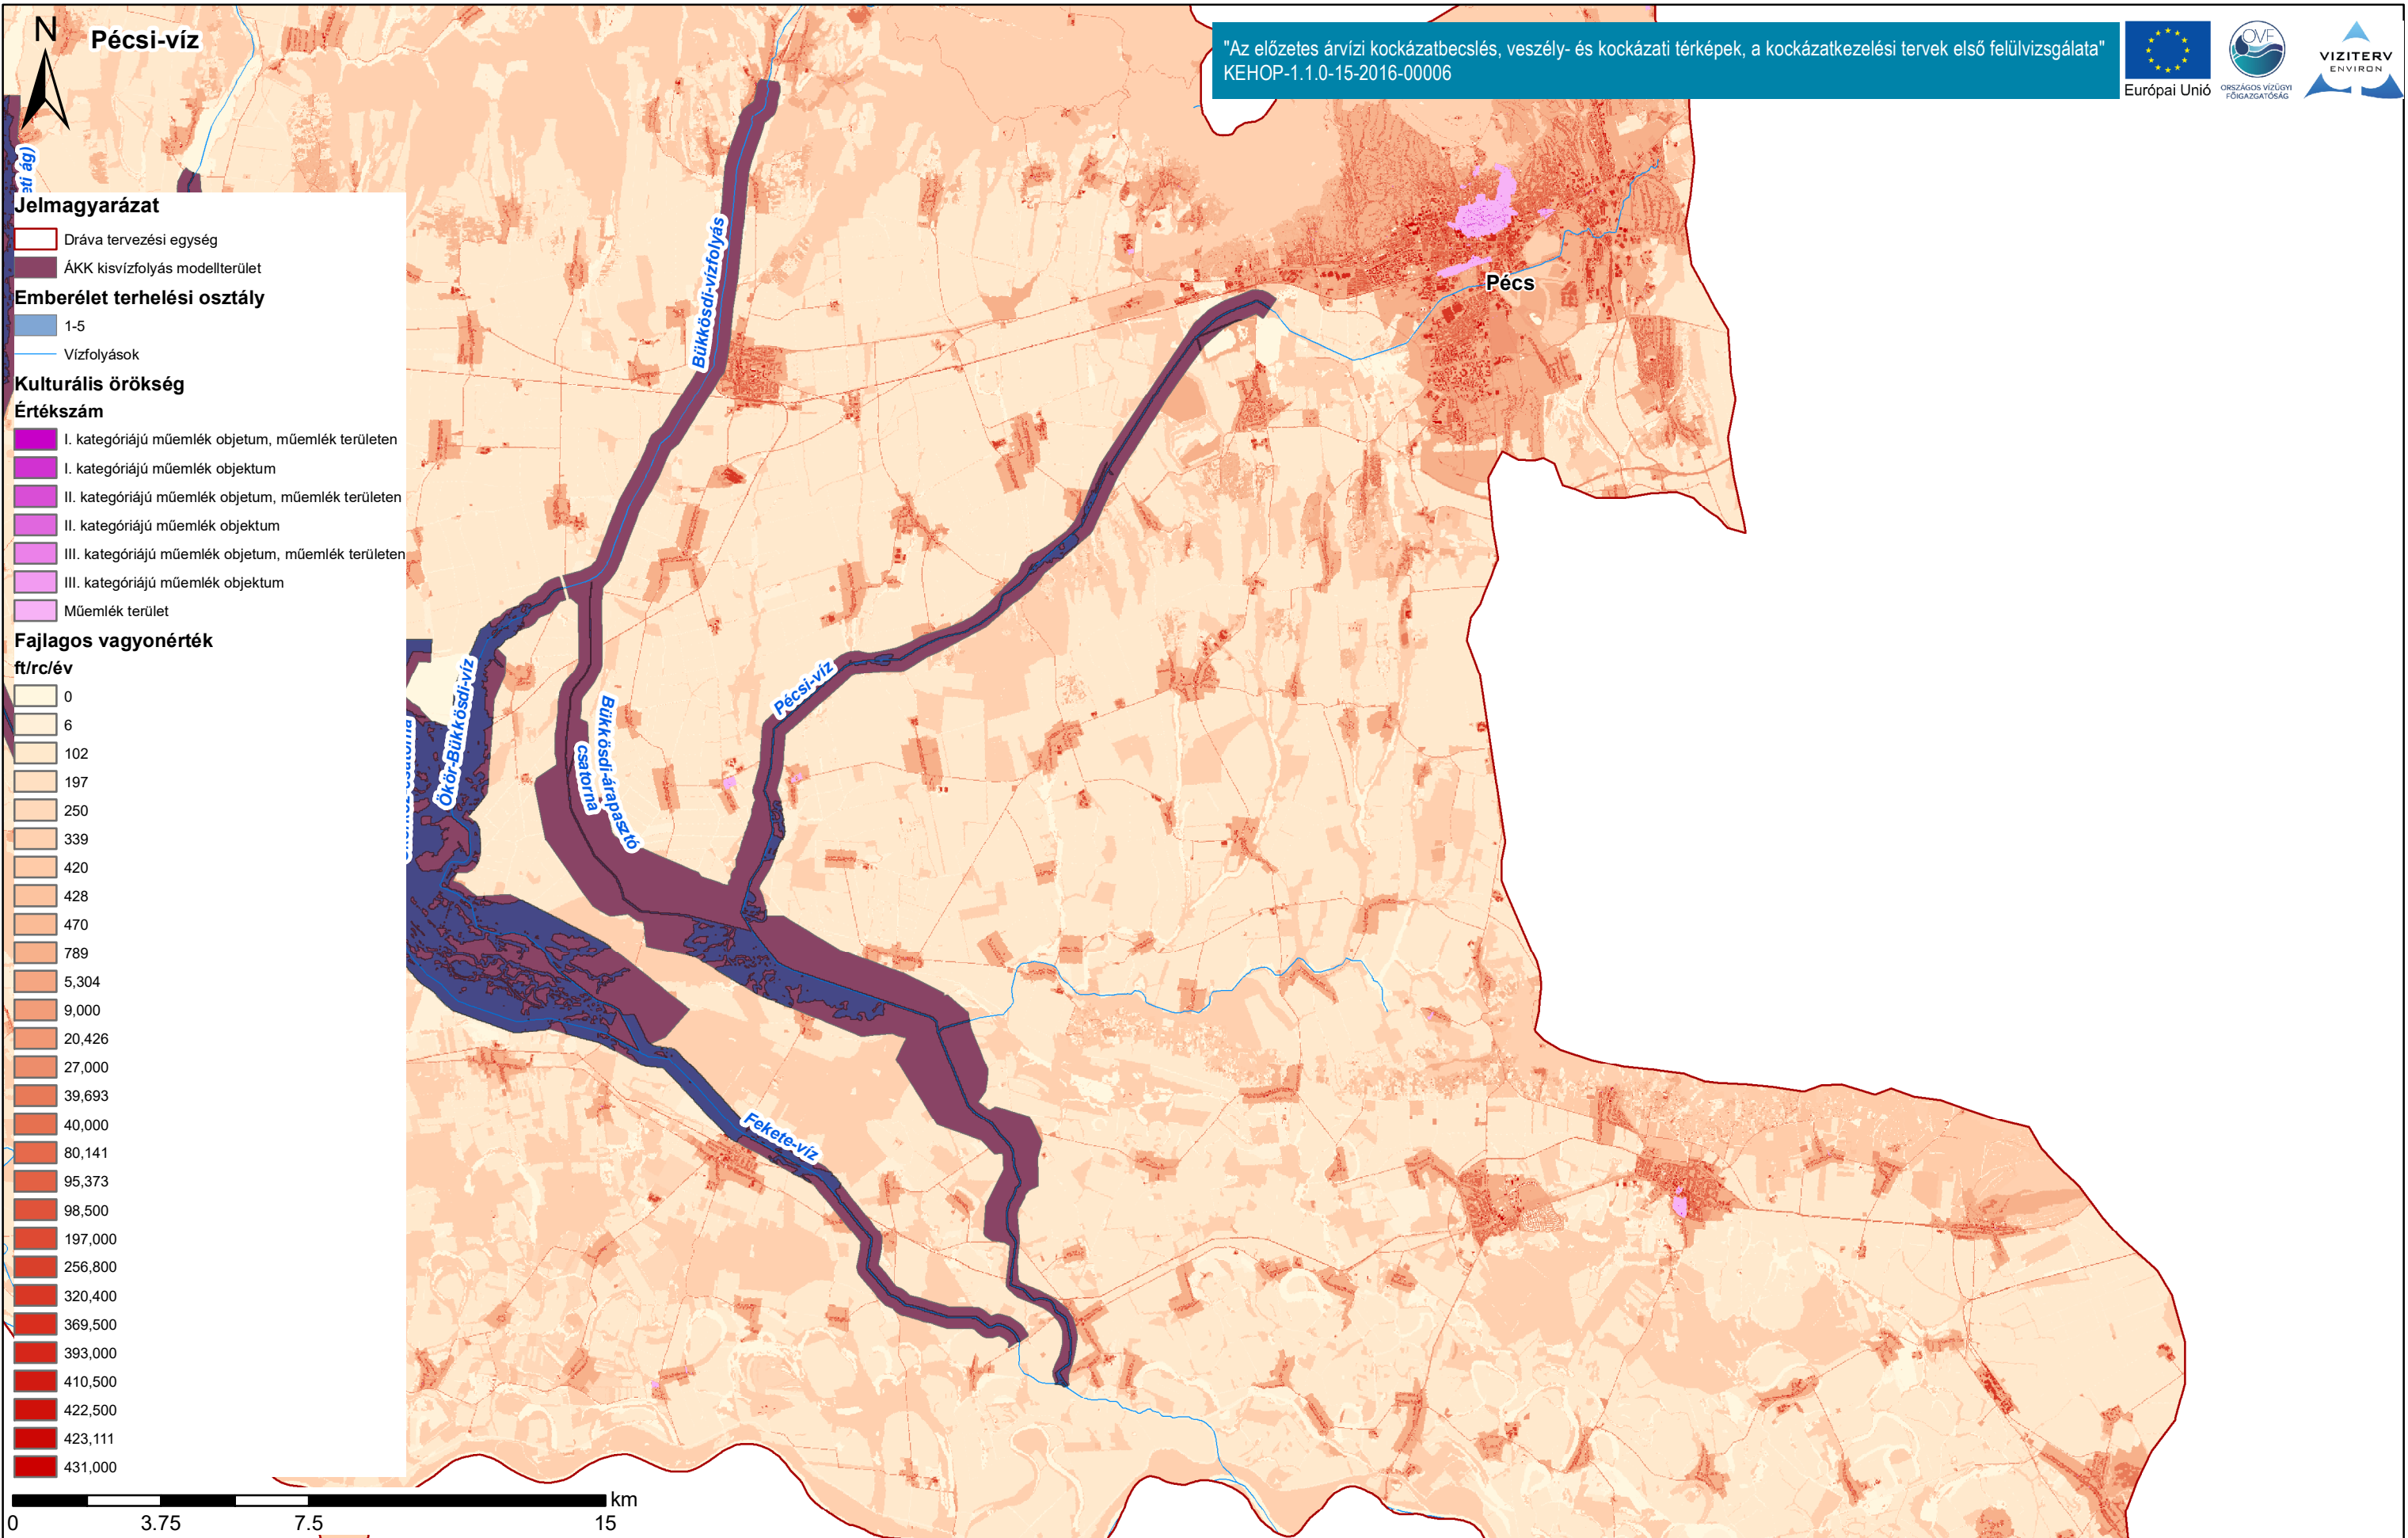 N
Pécsi-víz
"Az előzetes árvízi kockázatbecslés, veszély- és kockázati térképek, a kockázatkezelési tervek első felülvizsgálata"
KEHOP-1.1.0-15-2016-00006
Európai Unió
OVF
ORSZÁGOS VÍZÜGYI
FŐIGAZGATÓSÁG
VIZITERV
ENVIRON
eti ág)
Jelmagyarázat
Dráva tervezési egység
ÁKK kisvízfolyás modellterület
Emberélet terhelési osztály
1-5
Vízfolyások
Kulturális örökség
Értékszám
I. kategóriájú műemlék objetum, műemlék területen
I. kategóriájú műemlék objektum
II. kategóriájú műemlék objetum, műemlék területen
II. kategóriájú műemlék objektum
III. kategóriájú műemlék objetum, műemlék területen
III. kategóriájú műemlék objektum
Műemlék terület
Fajlagos vagyonérték
ft/rc/év
0
6
102
197
250
339
420
428
470
789
5,304
9,000
20,426
27,000
39,693
40,000
80,141
95,373
98,500
197,000
256,800
320,400
369,500
393,000
410,500
422,500
423,111
431,000
Bükkösdi-vízfolyás
Pécs
Ökör-Bükkösdi-víz
Bükkösdi-árapasztó
csatorna
Pécsi-víz
Fekete-víz
km
0 3.75 7.5 15